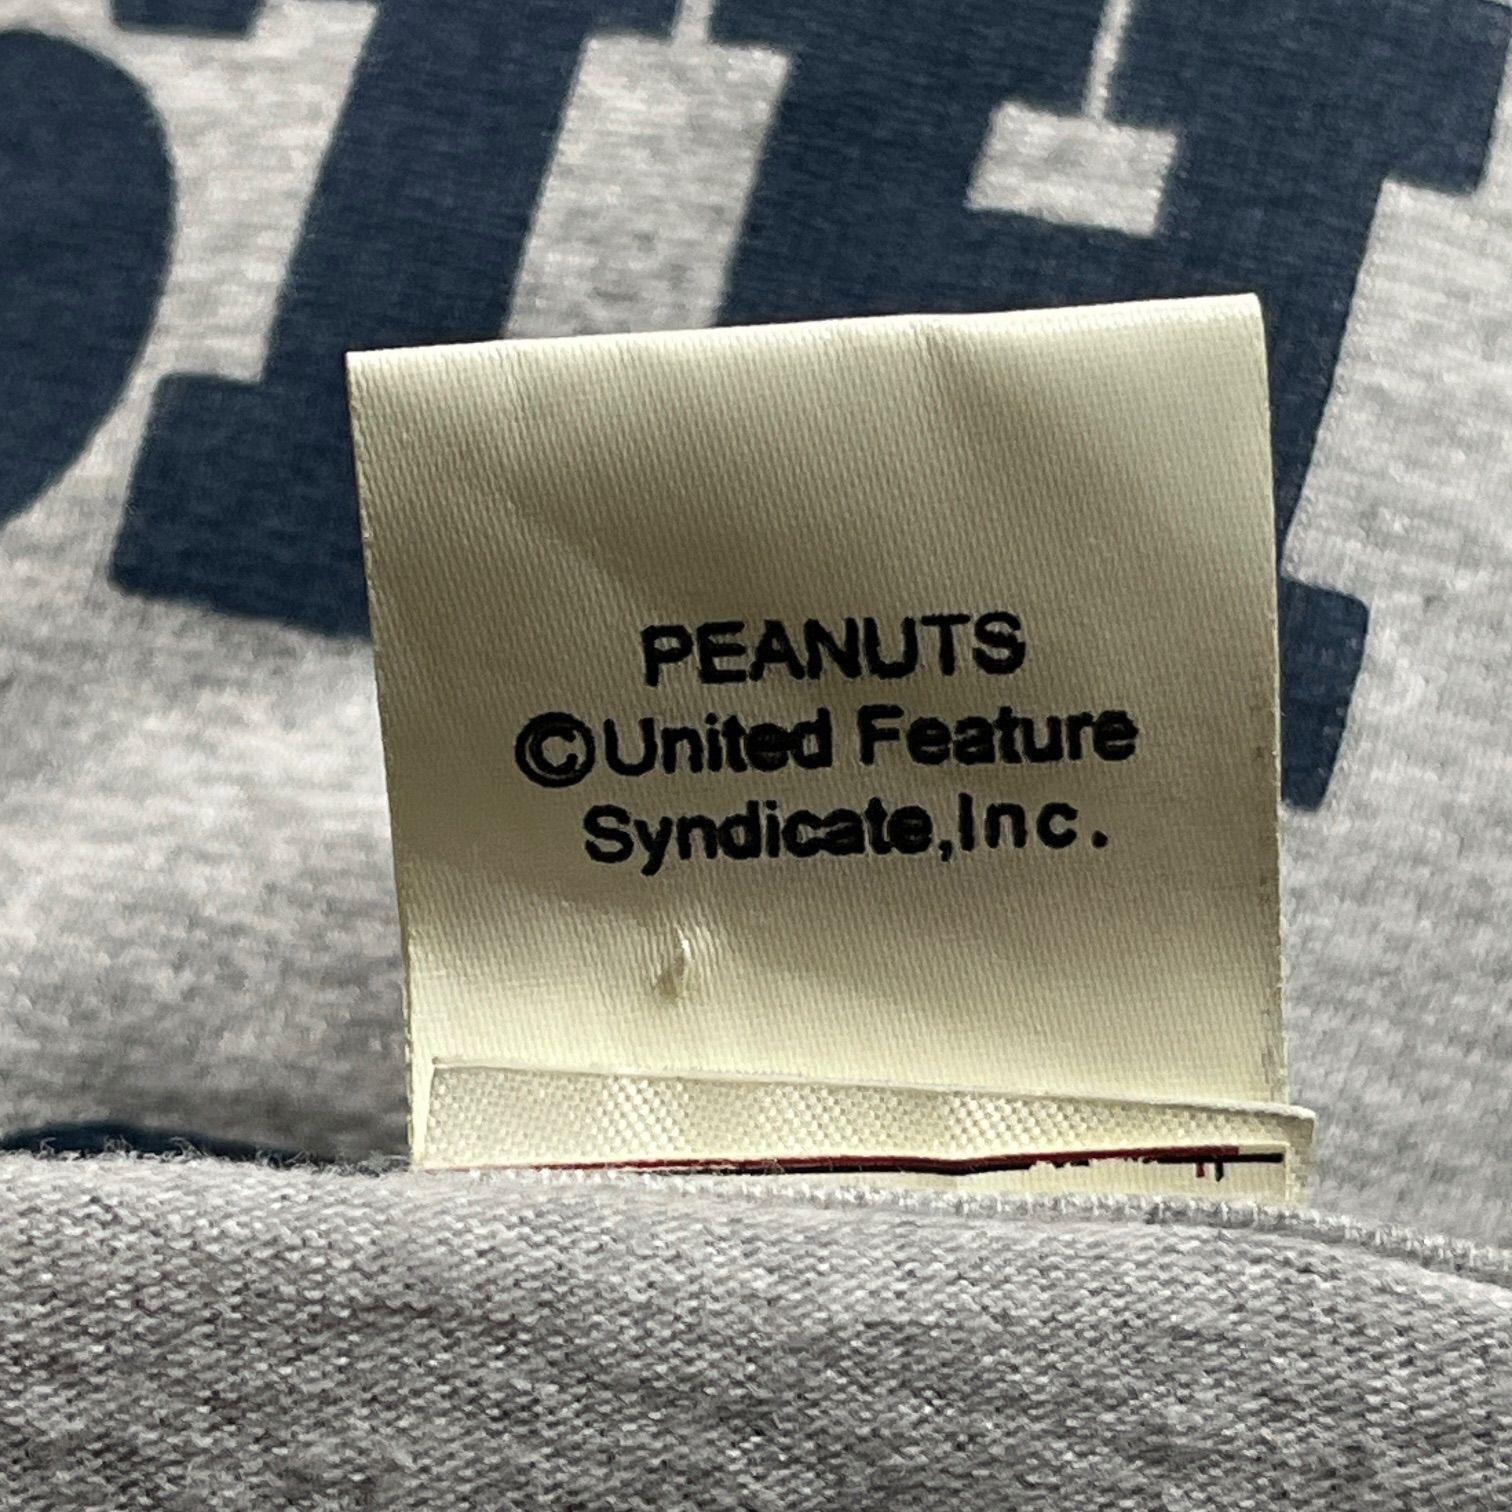 PEANUTS
©United Feature
Syndicate,Inc.